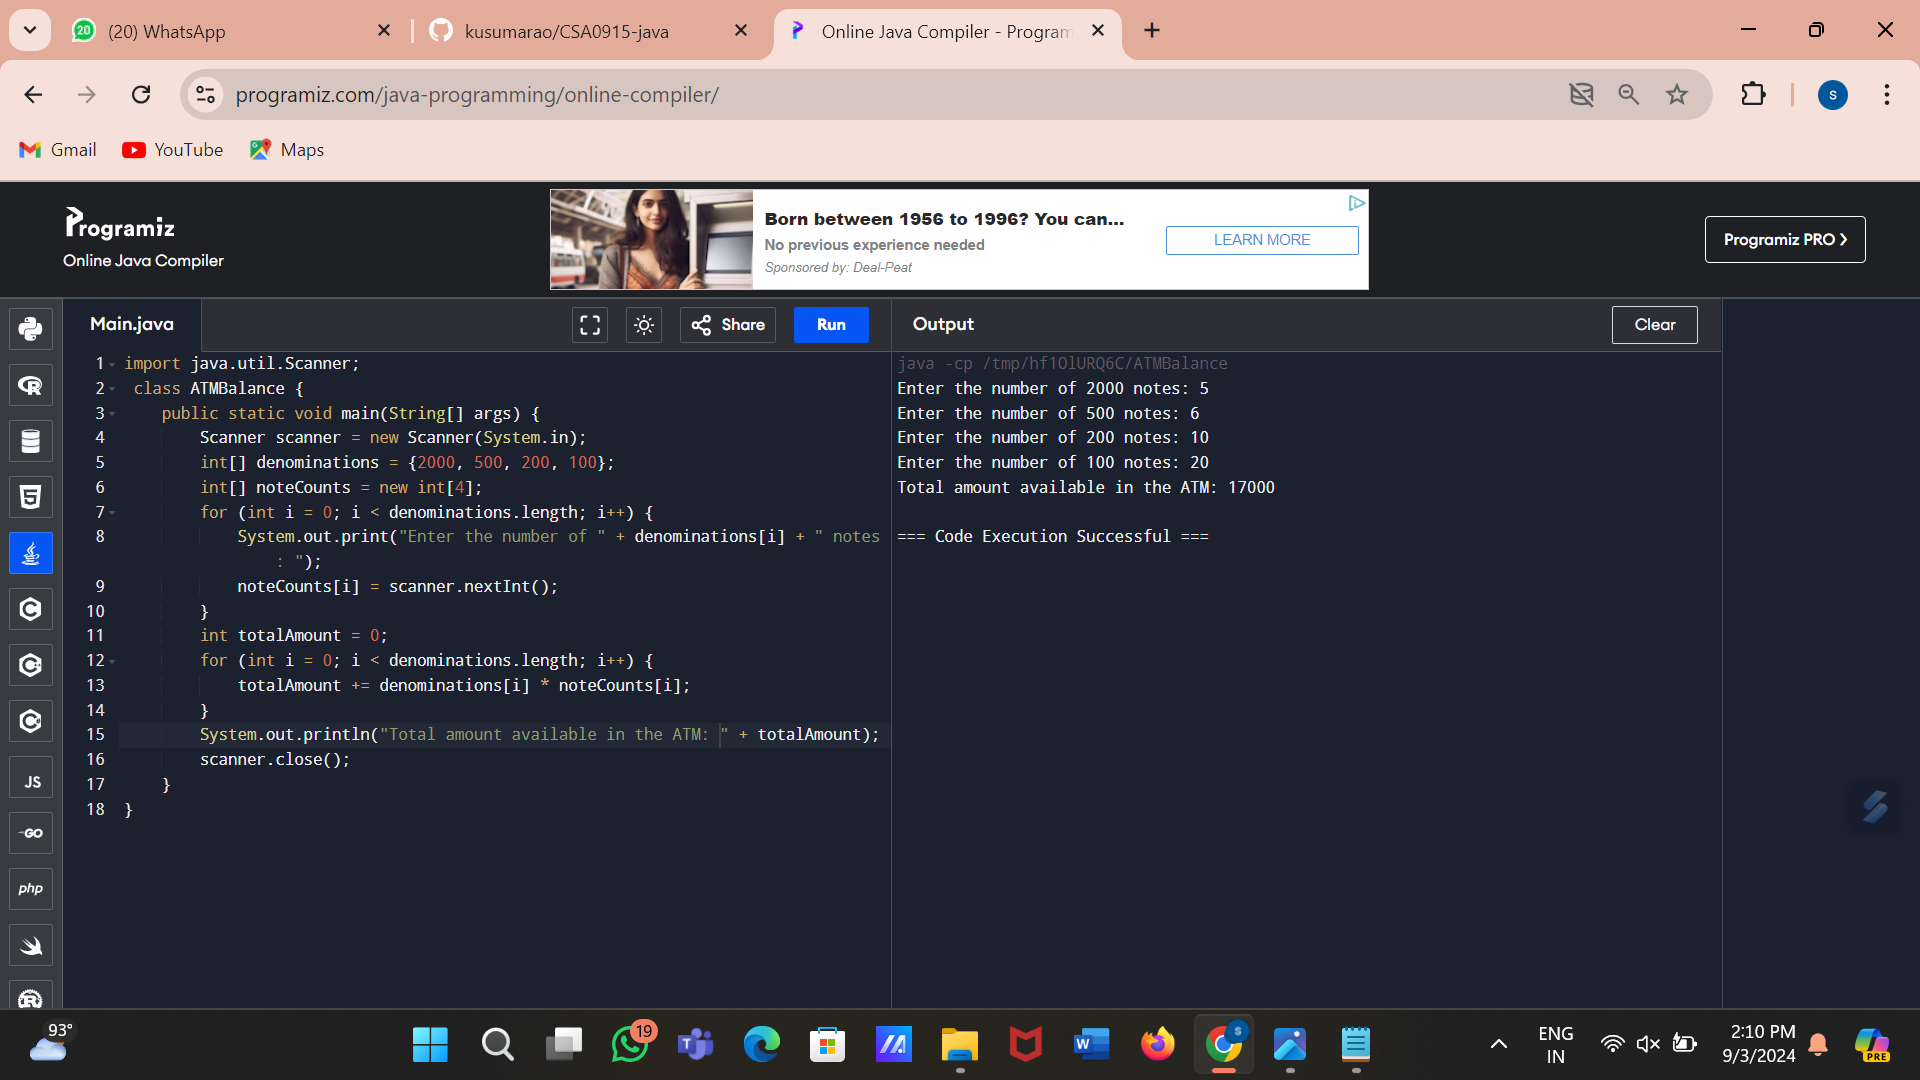 20 (20) WhatsApp
kusumarao/CSA0915-java
Online Java Compiler - Program
programiz.com/java-programming/online-compiler/
s
Gmail
YouTube
Maps
Programiz
Online Java Compiler
Born between 1956 to 1996? You can...
No previous experience needed
Sponsored by: Deal-Peat
LEARN MORE
Programiz PRO ❯
Main.java
Share
Run
Output
Clear
1 import java.util.Scanner;
2 class ATMBalance {
3 public static void main(String[] args) {
4 Scanner scanner = new Scanner(System.in);
5 int[] denominations = {2000, 500, 200, 100};
6 int[] noteCounts = new int[4];
7 for (int i = 0; i < denominations.length; i++) {
8 System.out.print("Enter the number of " + denominations[i] + " notes
: ");
9 noteCounts[i] = scanner.nextInt();
10 }
11 int totalAmount = 0;
12 for (int i = 0; i < denominations.length; i++) {
13 totalAmount += denominations[i] * noteCounts[i];
14 }
15 System.out.println("Total amount available in the ATM: " + totalAmount);
16 scanner.close();
17 }
18 }
java -cp /tmp/hf1OlURQ6C/ATMBalance
Enter the number of 2000 notes: 5
Enter the number of 500 notes: 6
Enter the number of 200 notes: 10
Enter the number of 100 notes: 20
Total amount available in the ATM: 17000
=== Code Execution Successful ===
JS
GO
php
93°
19
T
W
S
ENG
IN
2:10 PM
9/3/2024
PRE